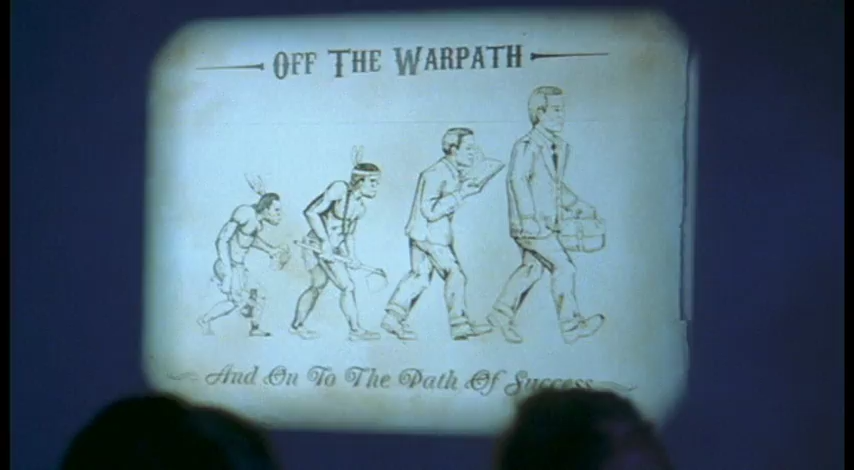 Off The Warpath
And On To The Path Of Success